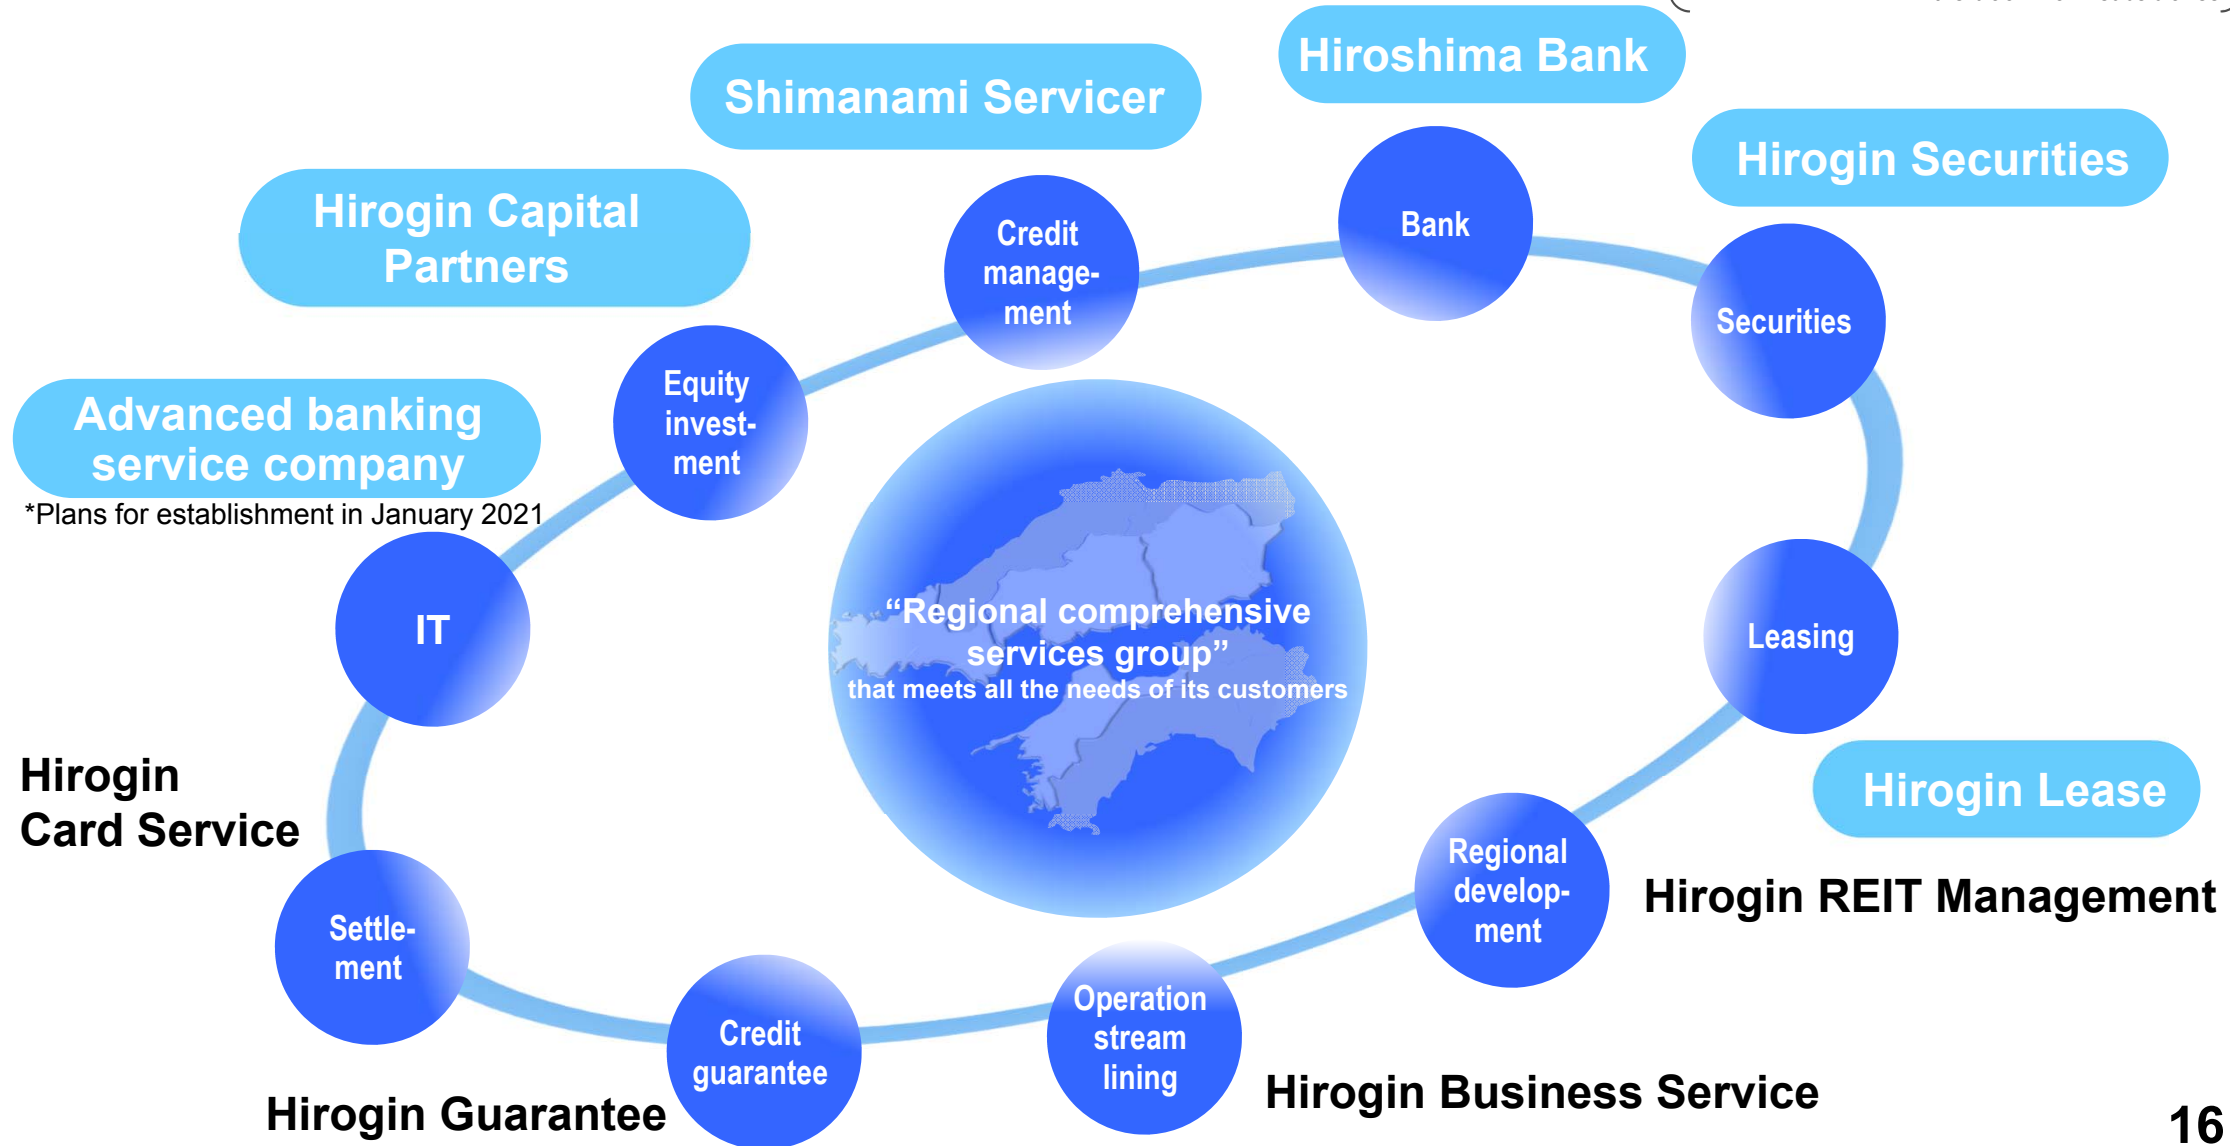 Hiroshima Bank
Shimanami Servicer
Hirogin Securities
Hirogin Capital
Partners
Credit
manage-
ment
Bank
Securities
Equity
invest-
ment
Advanced banking
service company
*Plans for establishment in January 2021
IT
“Regional comprehensive
services group”
that meets all the needs of its customers
Leasing
Hirogin Lease
Hirogin
Card Service
Regional
develop-
ment
Hirogin REIT Management
Settle-
ment
Operation
stream
lining
Credit
guarantee
Hirogin Business Service
Hirogin Guarantee
16